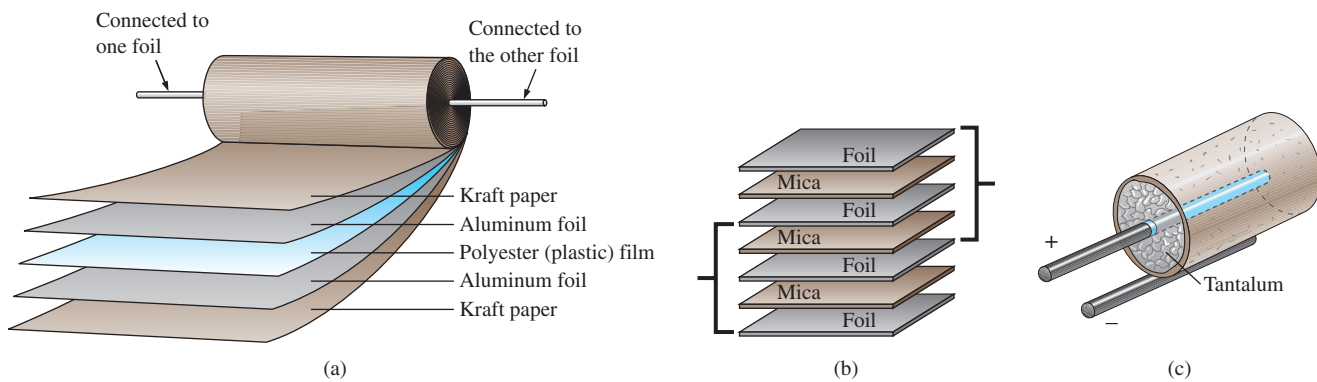 Connected to
one foil
Connected to
the other foil
Kraft paper
Aluminum foil
Polyester (plastic) film
Aluminum foil
Kraft paper
(a)
Foil
Mica
Foil
Mica
Foil
Mica
Foil
(b)
+
Tantalum
–
(c)